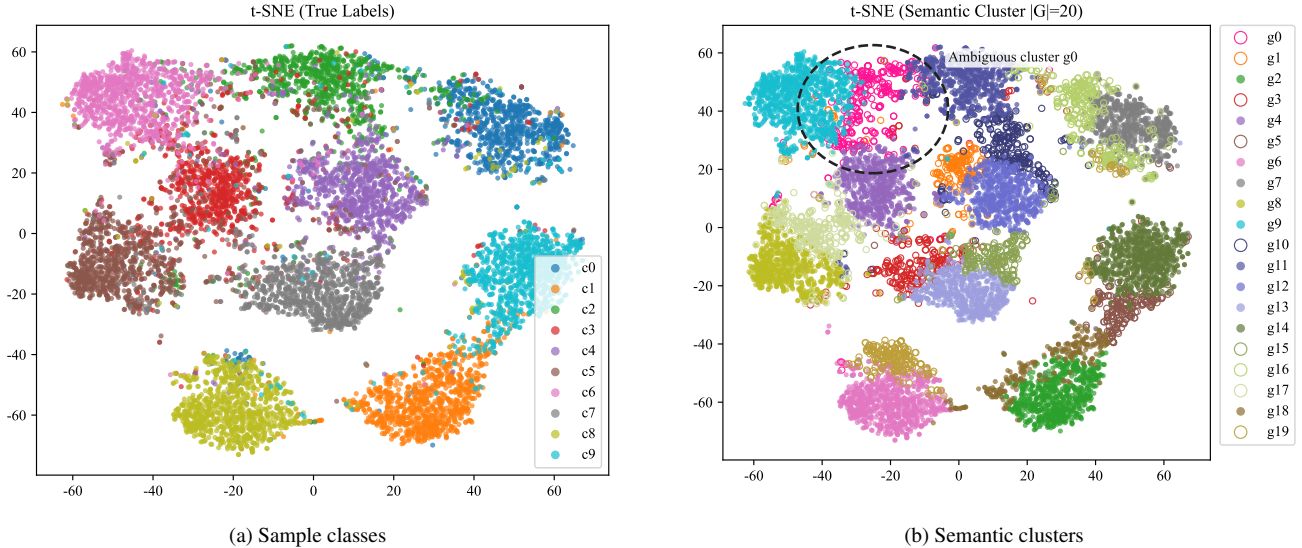 t-SNE (True Labels)
60
40
20
0
-20
-40
-60
-60
-40
-20
0
20
40
60
c0
c1
c2
c3
c4
c5
c6
c7
c8
c9
(a) Sample classes
t-SNE (Semantic Cluster |G|=20)
Ambiguous cluster g0
60
40
20
0
-20
-40
-60
-60
-40
-20
0
20
40
60
g0
g1
g2
g3
g4
g5
g6
g7
g8
g9
g10
g11
g12
g13
g14
g15
g16
g17
g18
g19
(b) Semantic clusters